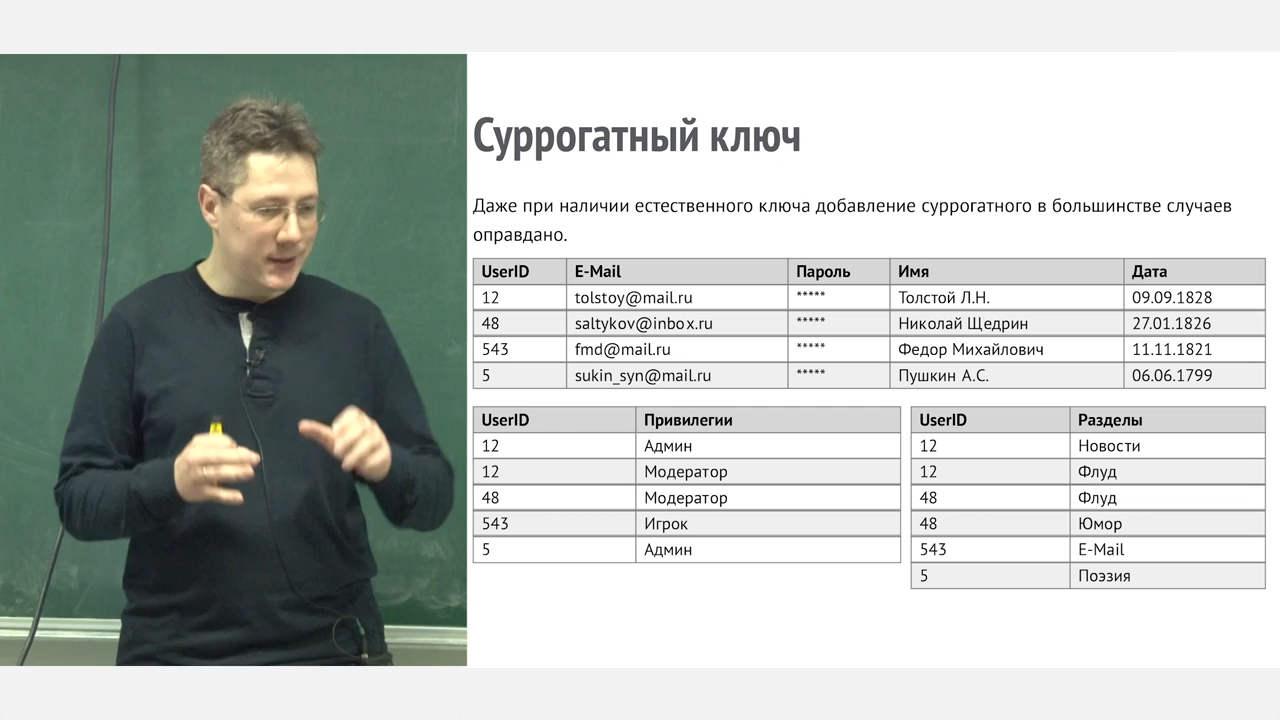 Суррогатный ключ
Даже при наличии естественного ключа добавление суррогатного в большинстве случаев
оправдано.
UserID E-Mail Пароль Имя Дата
12 tolstoy@mail.ru ***** Толстой Л.Н. 09.09.1828
48 saltykov@inbox.ru ***** Николай Щедрин 27.01.1826
543 fmd@mail.ru ***** Федор Михайлович 11.11.1821
5 sukin_syn@mail.ru ***** Пушкин А.С. 06.06.1799
UserID Привилегии
12 Админ
12 Модератор
48 Модератор
543 Игрок
5 Админ
UserID Разделы
12 Новости
12 Флуд
48 Флуд
48 Юмор
543 E-Mail
5 Поэзия